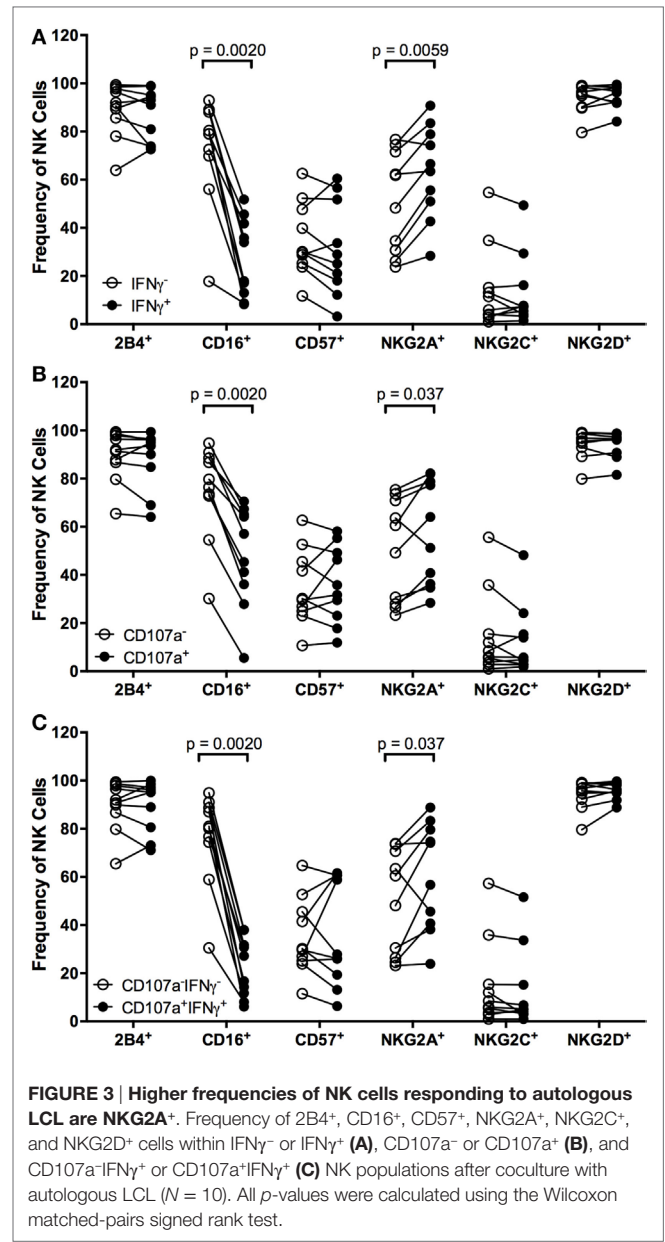 A
120
100
80
60
40
20
0
Frequency of NK Cells
p = 0.0020
p = 0.0059
IFNγ⁻
IFNγ⁺
2B4⁺ CD16⁺ CD57⁺ NKG2A⁺ NKG2C⁺ NKG2D⁺
B
120
100
80
60
40
20
0
Frequency of NK Cells
p = 0.0020
p = 0.037
CD107a⁻
CD107a⁺
2B4⁺ CD16⁺ CD57⁺ NKG2A⁺ NKG2C⁺ NKG2D⁺
C
120
100
80
60
40
20
0
Frequency of NK Cells
p = 0.0020
p = 0.037
CD107a⁻IFNγ⁻
CD107a⁺IFNγ⁺
2B4⁺ CD16⁺ CD57⁺ NKG2A⁺ NKG2C⁺ NKG2D⁺
FIGURE 3 | Higher frequencies of NK cells responding to autologous
LCL are NKG2A⁺. Frequency of 2B4⁺, CD16⁺, CD57⁺, NKG2A⁺, NKG2C⁺,
and NKG2D⁺ cells within IFNγ⁻ or IFNγ⁺ (A), CD107a⁻ or CD107a⁺ (B), and
CD107a⁻IFNγ⁺ or CD107a⁺IFNγ⁺ (C) NK populations after coculture with
autologous LCL (N = 10). All p-values were calculated using the Wilcoxon
matched-pairs signed rank test.